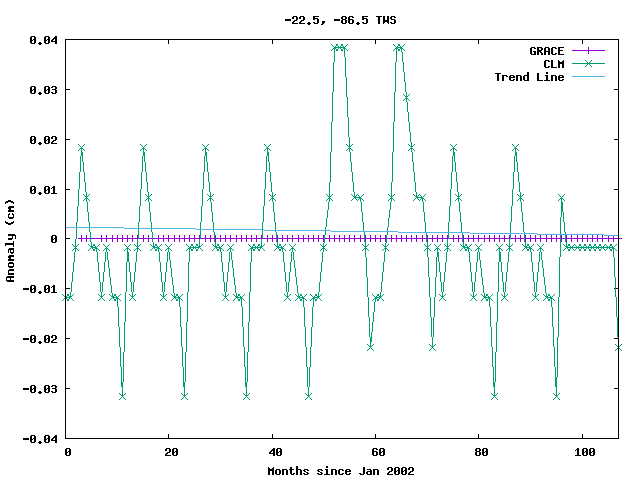 -22.5, -86.5 TWS
0.04
0.03
0.02
0.01
0
-0.01
-0.02
-0.03
-0.04
Anomaly (cm)
GRACE
CLM
Trend Line
0 20 40 60 80 100
Months since Jan 2002